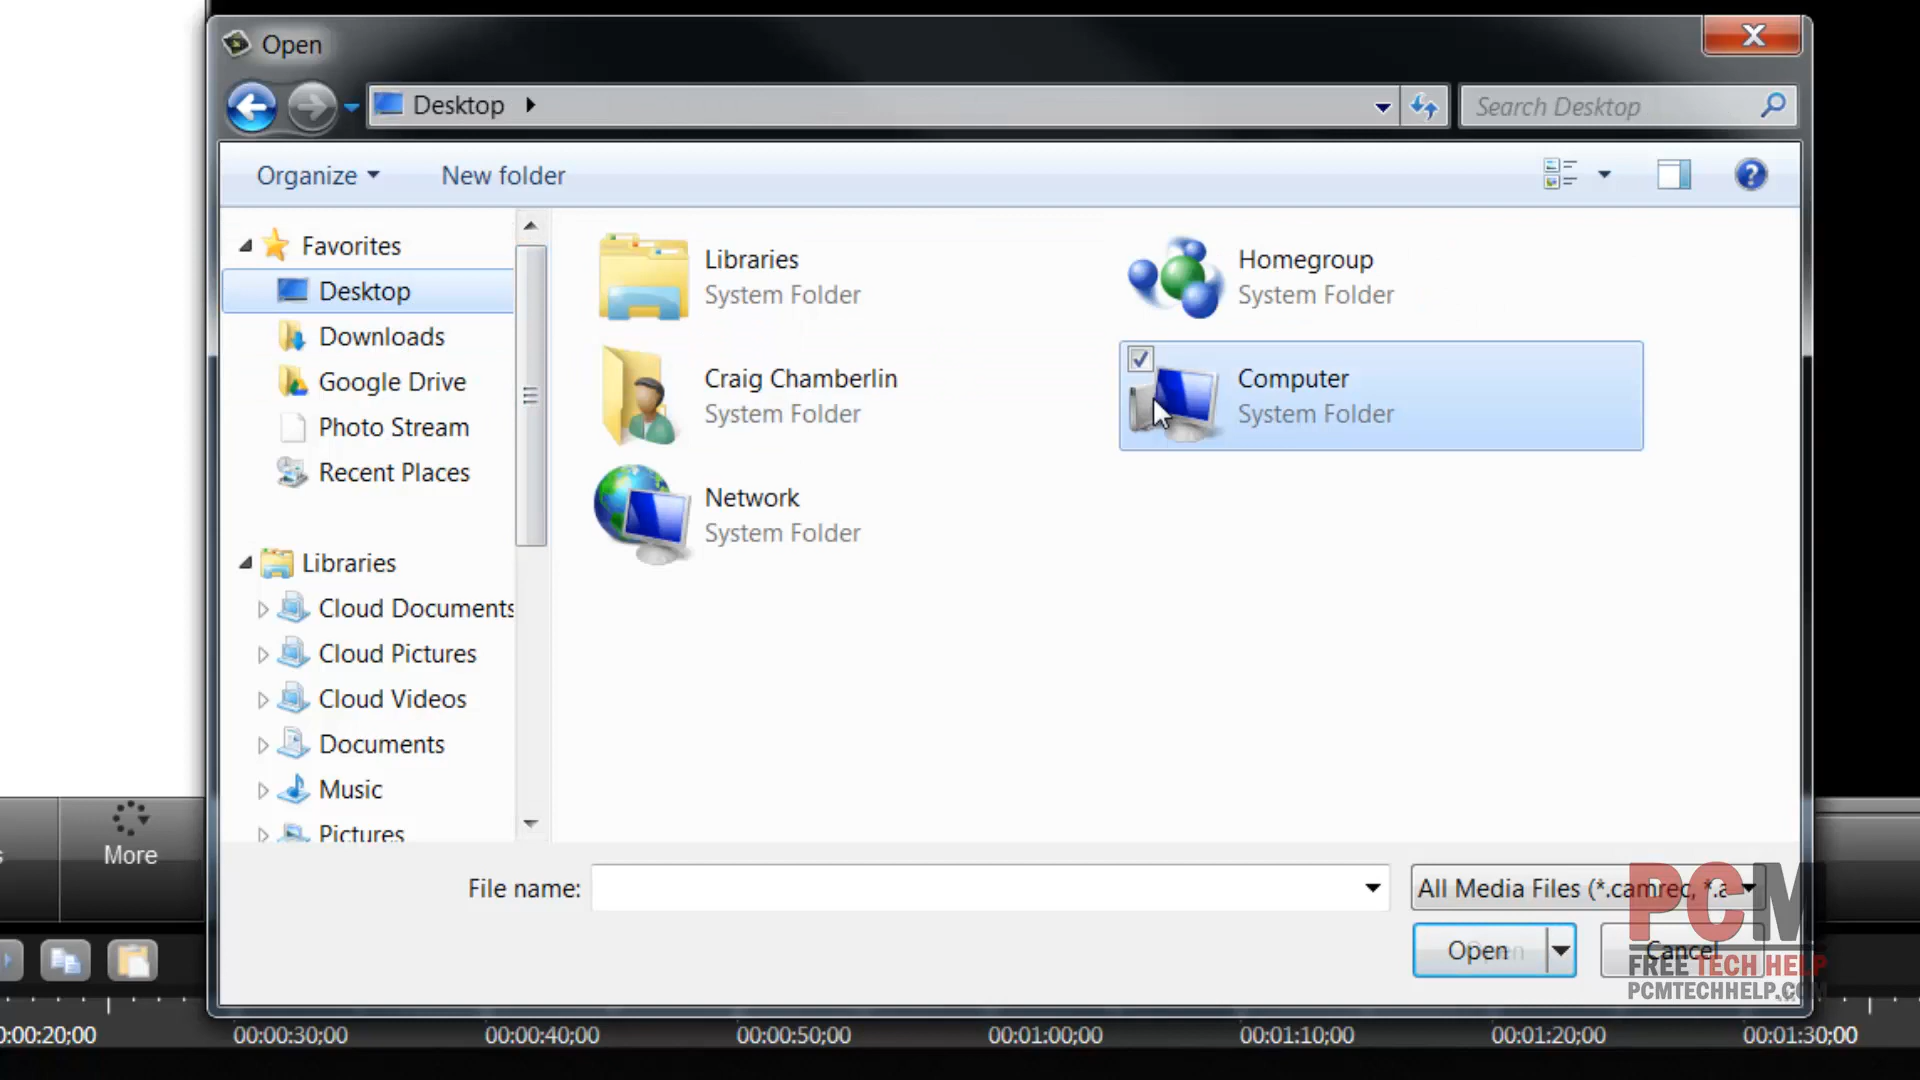 Open
Desktop
Search Desktop
Organize
New folder
Favorites
Desktop
Downloads
Google Drive
Photo Stream
Recent Places
Libraries
Cloud Documents
Cloud Pictures
Cloud Videos
Documents
Music
Pictures
Libraries
System Folder
Homegroup
System Folder
Craig Chamberlin
System Folder
Computer
System Folder
Network
System Folder
File name:
All Media Files (*.camrec, *.a
Open
Cancel
More
PCM
FREE TECH HELP
PCMTECHHELP.COM
0:00:20;00
00:00:30;00
00:00:40;00
00:00:50;00
00:01:00;00
00:01:10;00
00:01:20;00
00:01:30;00